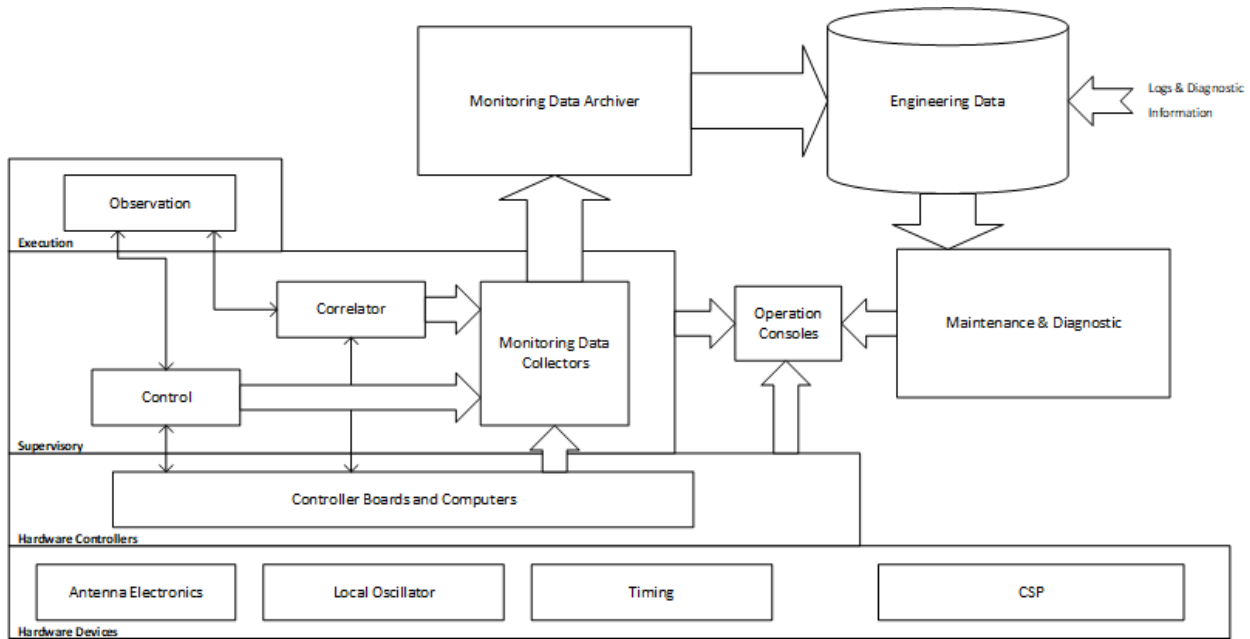 Monitoring Data Archiver
Engineering Data
Logs & Diagnostic
Information
Observation
Execution
Correlator
Monitoring Data
Collectors
Operation
Consoles
Maintenance & Diagnostic
Control
Supervisory
Controller Boards and Computers
Hardware Controllers
Antenna Electronics
Local Oscillator
Timing
CSP
Hardware Devices